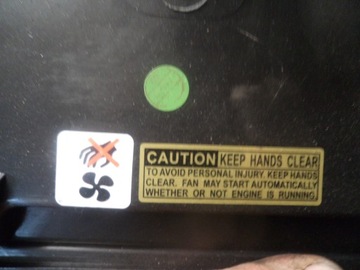 CAUTION KEEP HANDS CLEAR
TO AVOID PERSONAL INJURY. KEEP HANDS
CLEAR. FAN MAY START AUTOMATICALLY
WHETHER OR NOT ENGINE IS RUNNING.